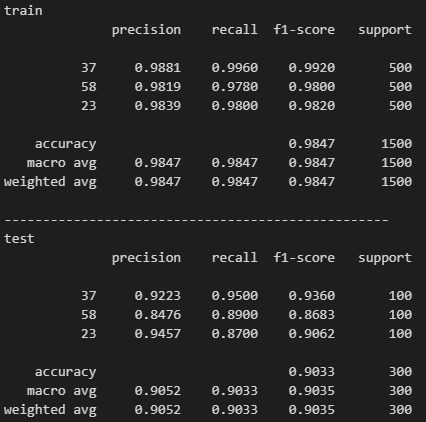 train
precision recall f1-score support
37 0.9881 0.9960 0.9920 500
58 0.9819 0.9780 0.9800 500
23 0.9839 0.9800 0.9820 500
accuracy 0.9847 1500
macro avg 0.9847 0.9847 0.9847 1500
weighted avg 0.9847 0.9847 0.9847 1500
--------------------------------------------------
test
precision recall f1-score support
37 0.9223 0.9500 0.9360 100
58 0.8476 0.8900 0.8683 100
23 0.9457 0.8700 0.9062 100
accuracy 0.9033 300
macro avg 0.9052 0.9033 0.9035 300
weighted avg 0.9052 0.9033 0.9035 300